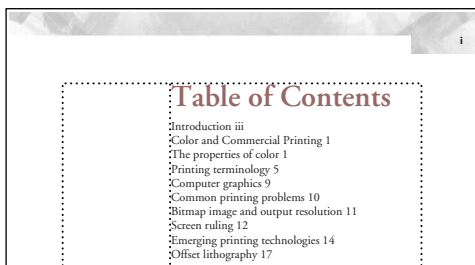 i
Table of Contents
Introduction iii
Color and Commercial Printing 1
The properties of color 1
Printing terminology 5
Computer graphics 9
Common printing problems 10
Bitmap image and output resolution 11
Screen ruling 12
Emerging printing technologies 14
Offset lithography 17